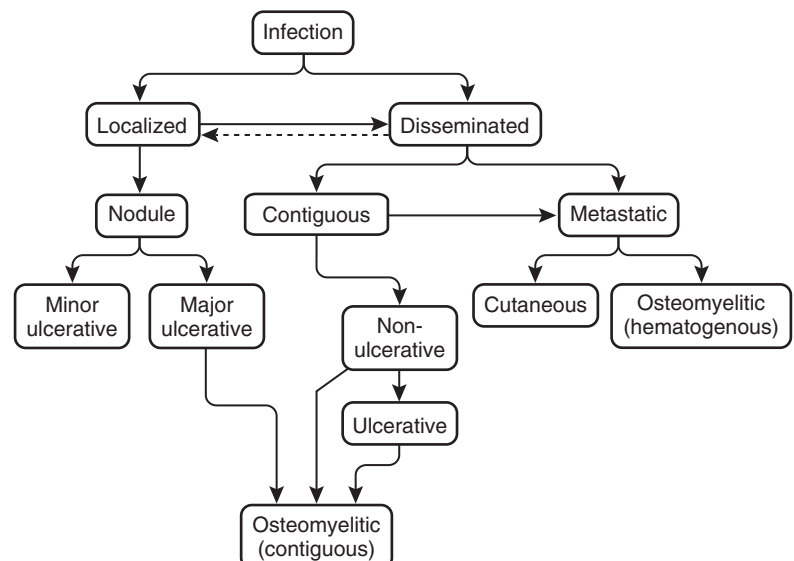 Infection
Localized
Disseminated
Nodule
Contiguous
Metastatic
Minor
ulcerative
Major
ulcerative
Non-
ulcerative
Cutaneous
Osteomyelitic
(hematogenous)
Ulcerative
Osteomyelitic
(contiguous)